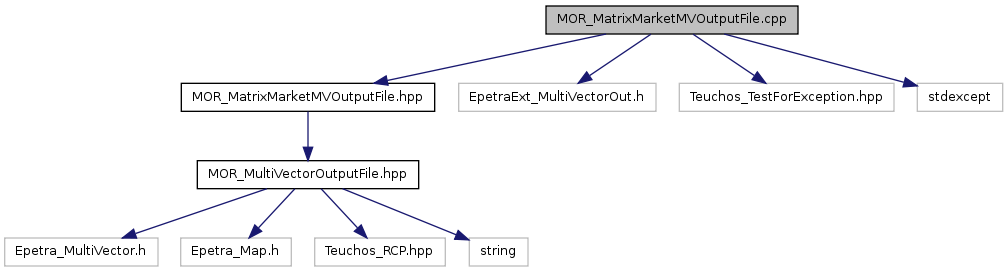 MOR_MatrixMarketMVOutputFile.cpp
MOR_MatrixMarketMVOutputFile.hpp
EpetraExt_MultiVectorOut.h
Teuchos_TestForException.hpp
stdexcept
MOR_MultiVectorOutputFile.hpp
Epetra_MultiVector.h
Epetra_Map.h
Teuchos_RCP.hpp
string